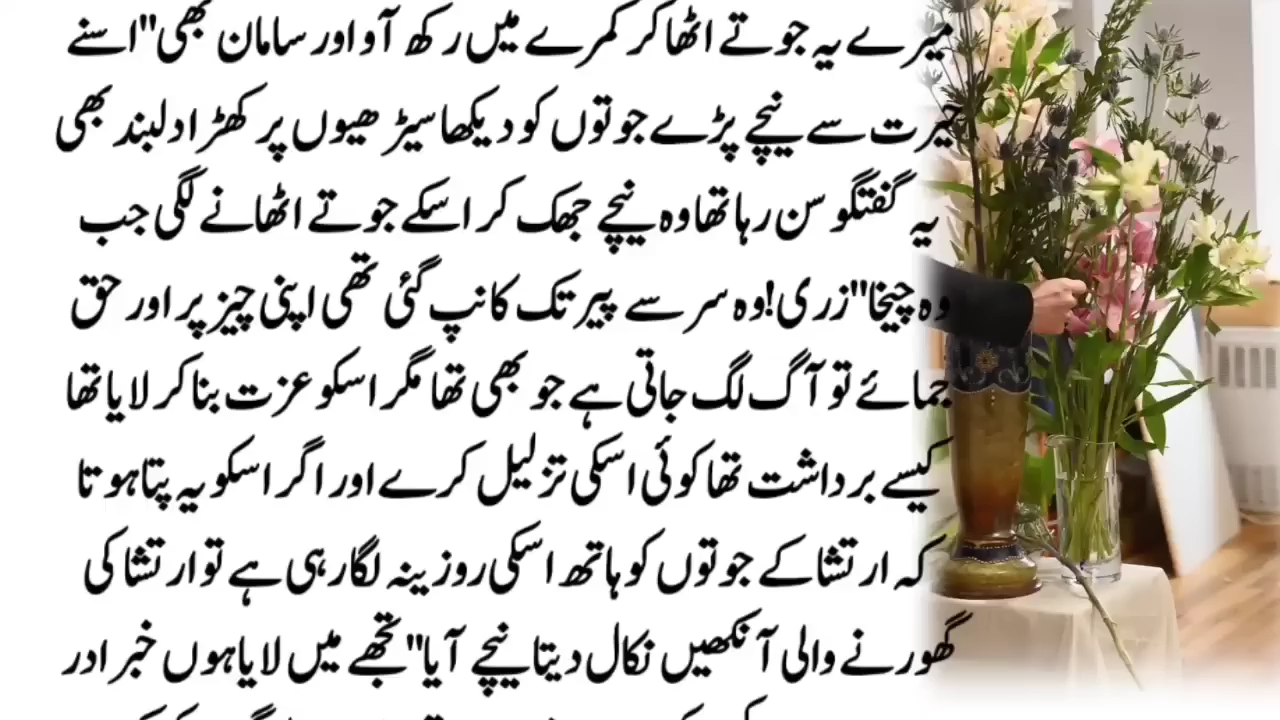 میرے یہ جوتے اٹھا کر کمرے میں رکھ آو اور سامان بھی" اسنے
حیرت سے نیچے پڑے جوتوں کو دیکھا سیڑھیوں پر کھڑا دلبند بھی
یہ گفتگو سن رہا تھا وہ نیچے جھک کر اسکے جوتے اٹھانے لگی جب
وہ چیخا" زری! وہ سر سے پیر تک کانپ گئی تھی اپنی چیز پر اور حق
جمائے تو آگ لگ جاتی ہے جو بھی تھا مگر اسکو عزت بنا کر لایا تھا
کیسے برداشت تھا کوئی اسکی تزلیل کرے اور اگر اسکو یہ پتا ہوتا
کہ ارتشا کے جوتوں کو ہاتھ اسکی روزینہ لگا رہی ہے تو ارتشا کی
گھورنے والی آنکھیں نکال دیتا نیچے آیا" تجھے میں لایا ہوں خبر ادر